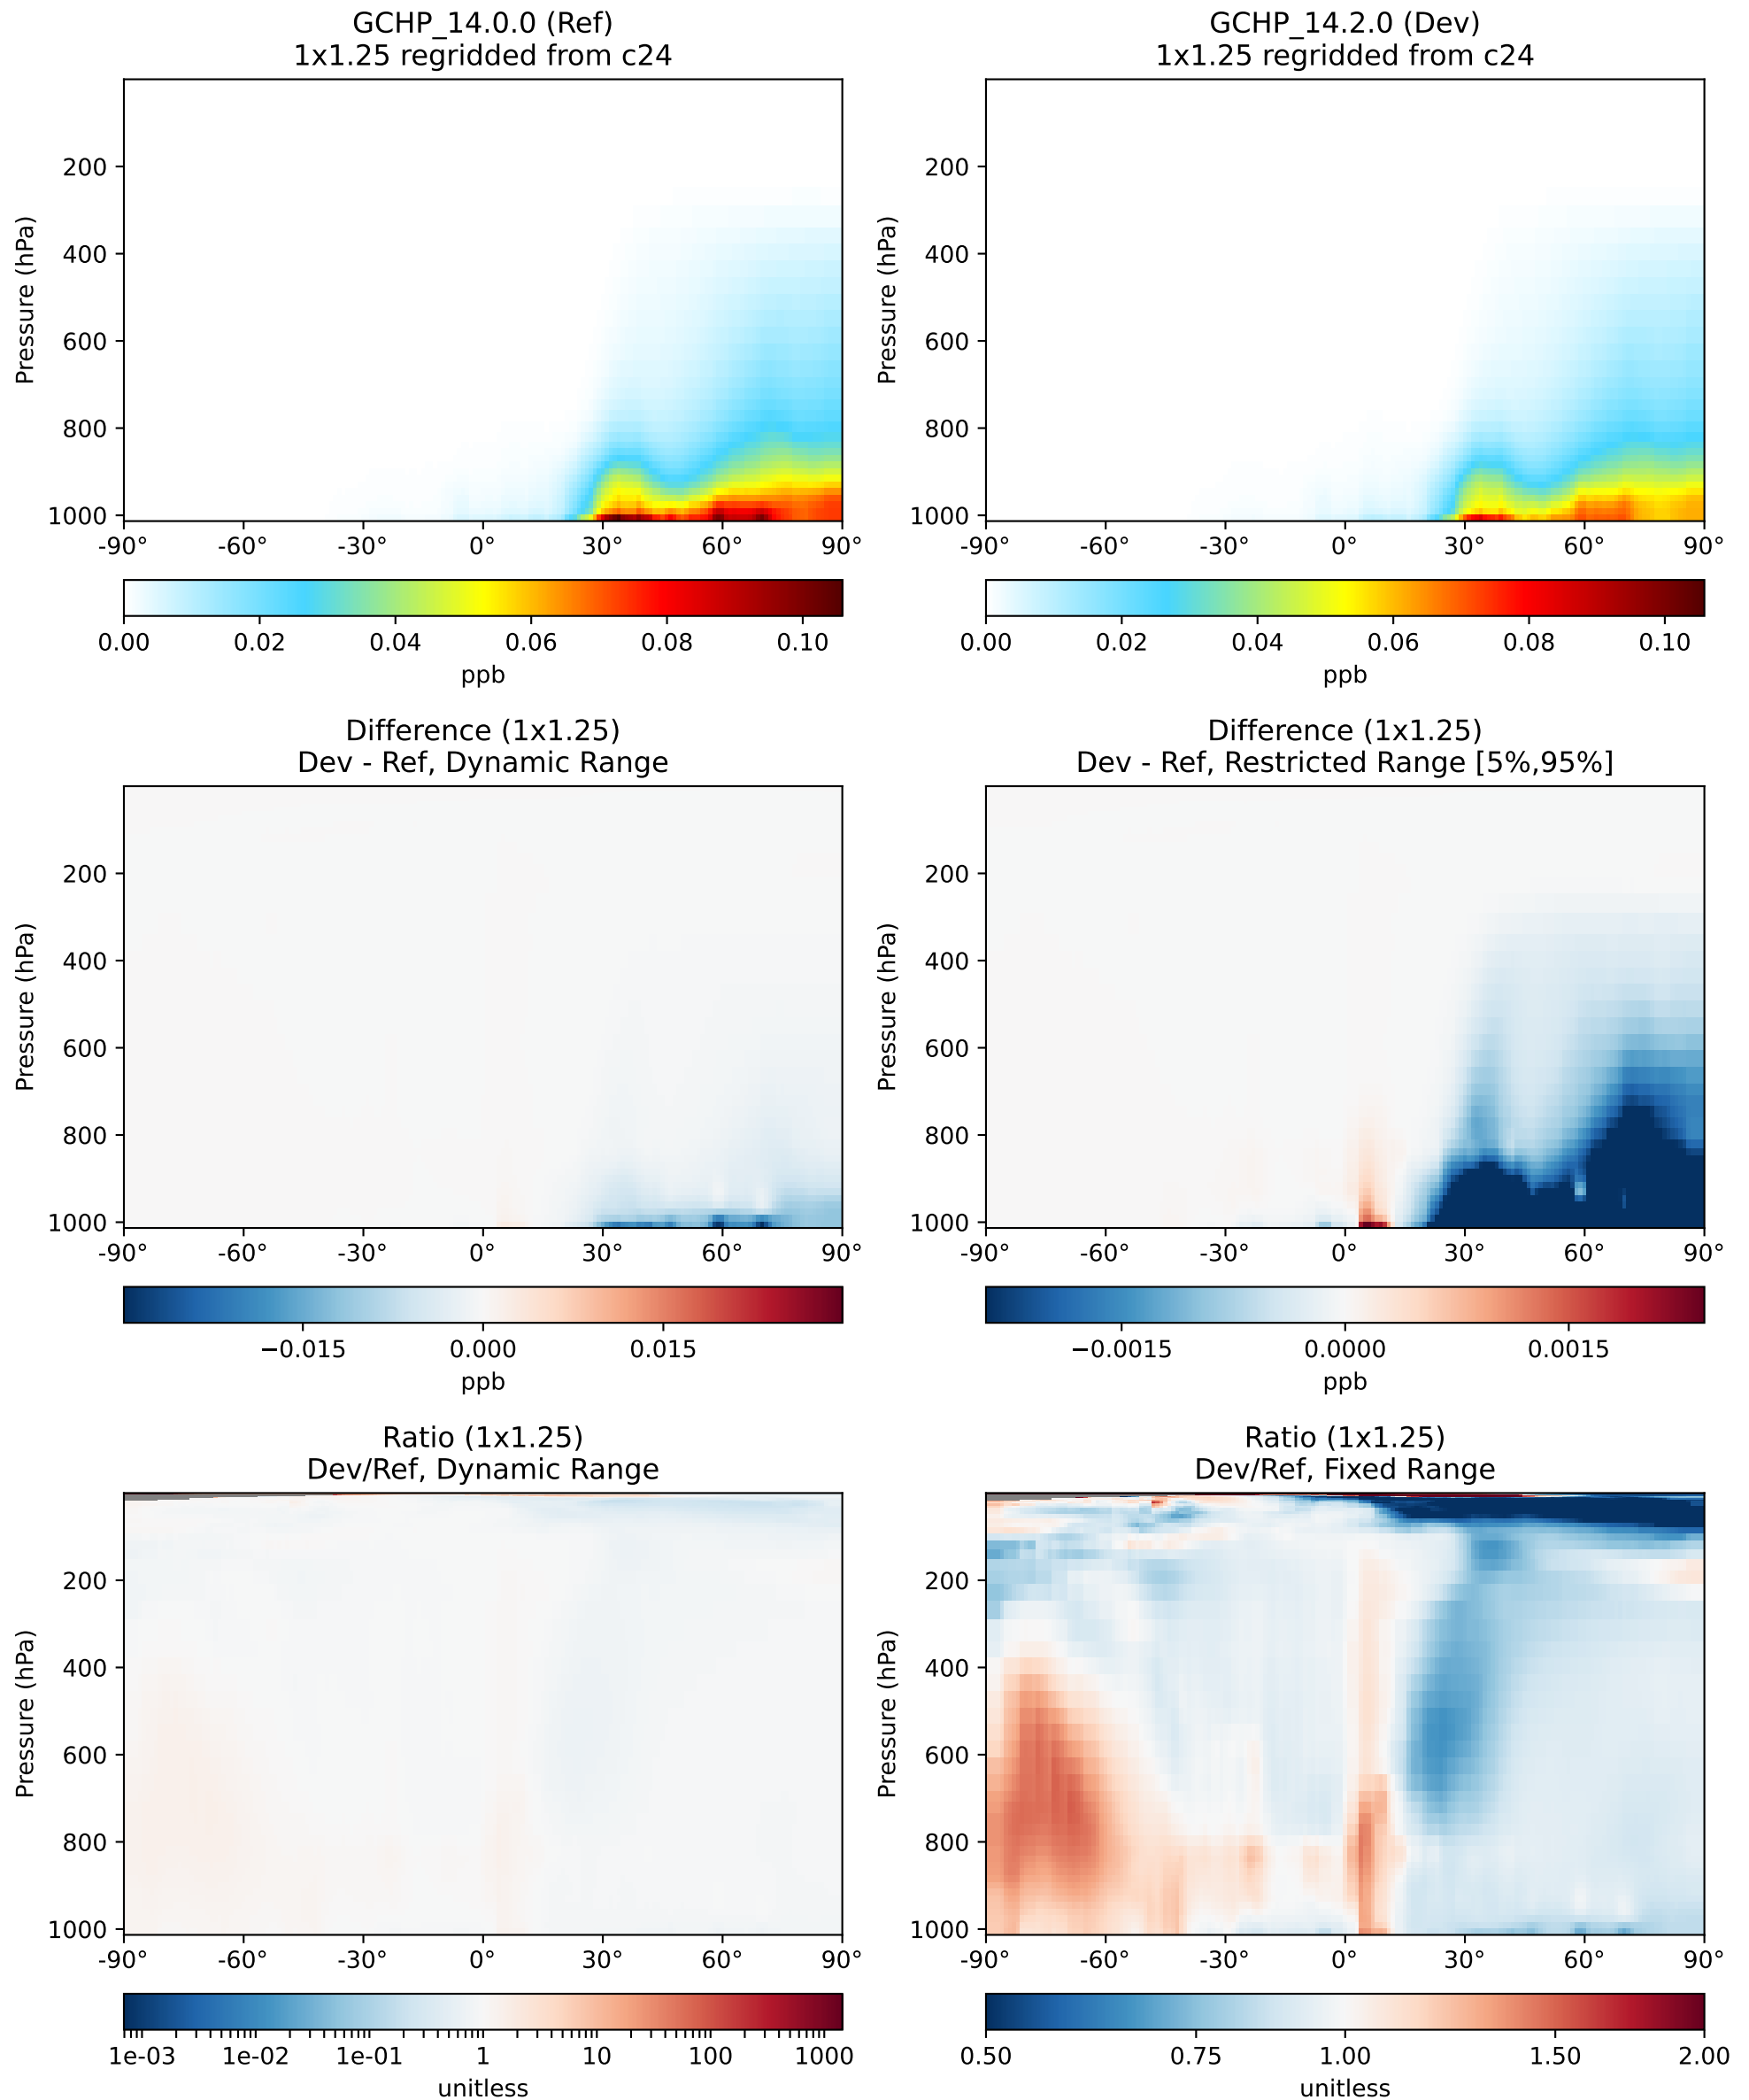 GCHP_14.0.0 (Ref)
1x1.25 regridded from c24
Pressure (hPa)
200
400
600
800
1000
-90° -60° -30° 0° 30° 60° 90°
0.00 0.02 0.04 0.06 0.08 0.10
ppb
GCHP_14.2.0 (Dev)
1x1.25 regridded from c24
Pressure (hPa)
200
400
600
800
1000
-90° -60° -30° 0° 30° 60° 90°
0.00 0.02 0.04 0.06 0.08 0.10
ppb
Difference (1x1.25)
Dev - Ref, Dynamic Range
Pressure (hPa)
200
400
600
800
1000
-90° -60° -30° 0° 30° 60° 90°
−0.015 0.000 0.015
ppb
Difference (1x1.25)
Dev - Ref, Restricted Range [5%,95%]
Pressure (hPa)
200
400
600
800
1000
-90° -60° -30° 0° 30° 60° 90°
−0.0015 0.0000 0.0015
ppb
Ratio (1x1.25)
Dev/Ref, Dynamic Range
Pressure (hPa)
200
400
600
800
1000
-90° -60° -30° 0° 30° 60° 90°
1e-03 1e-02 1e-01 1 10 100 1000
unitless
Ratio (1x1.25)
Dev/Ref, Fixed Range
Pressure (hPa)
200
400
600
800
1000
-90° -60° -30° 0° 30° 60° 90°
0.50 0.75 1.00 1.50 2.00
unitless